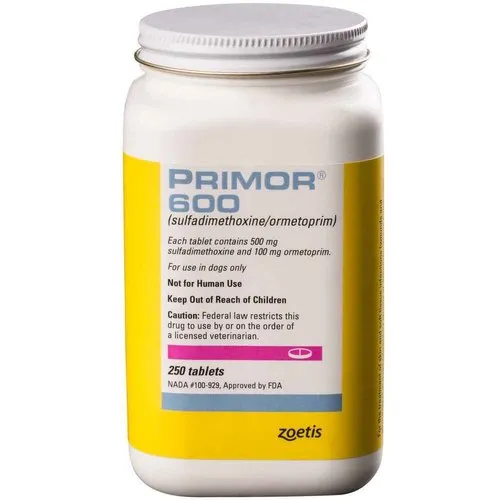 PRIMOR®
600
(sulfadimethoxine/ormetoprim)
Each tablet contains 500 mg
sulfadimethoxine and 100 mg ormetoprim.
For use in dogs only
Not for Human Use
Keep Out of Reach of Children
Caution: Federal law restricts this
drug to use by or on the order of
a licensed veterinarian.
250 tablets
NADA #100-929, Approved by FDA
zoetis